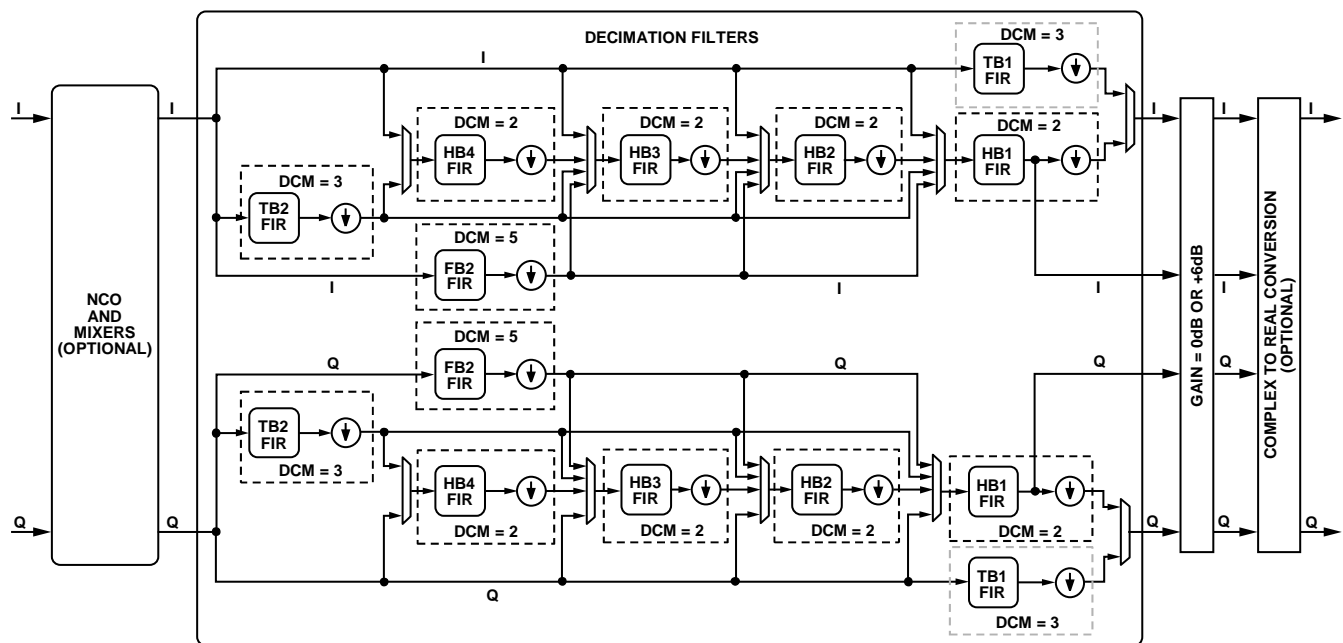 DECIMATION FILTERS
DCM = 3
I
TB1
FIR
I
I
DCM = 2
DCM = 2
DCM = 2
DCM = 2
I
I
I
HB4
FIR
HB3
FIR
HB2
FIR
HB1
FIR
DCM = 3
TB2
FIR
DCM = 5
FB2
FIR
I
I
I
I
NCO
AND
MIXERS
(OPTIONAL)
GAIN = 0dB OR +6dB
COMPLEX TO REAL CONVERSION
(OPTIONAL)
DCM = 5
Q
FB2
FIR
Q
Q
Q
TB2
FIR
DCM = 3
HB4
FIR
DCM = 2
HB3
FIR
DCM = 2
HB2
FIR
DCM = 2
HB1
FIR
DCM = 2
Q
Q
Q
Q
Q
Q
TB1
FIR
DCM = 3